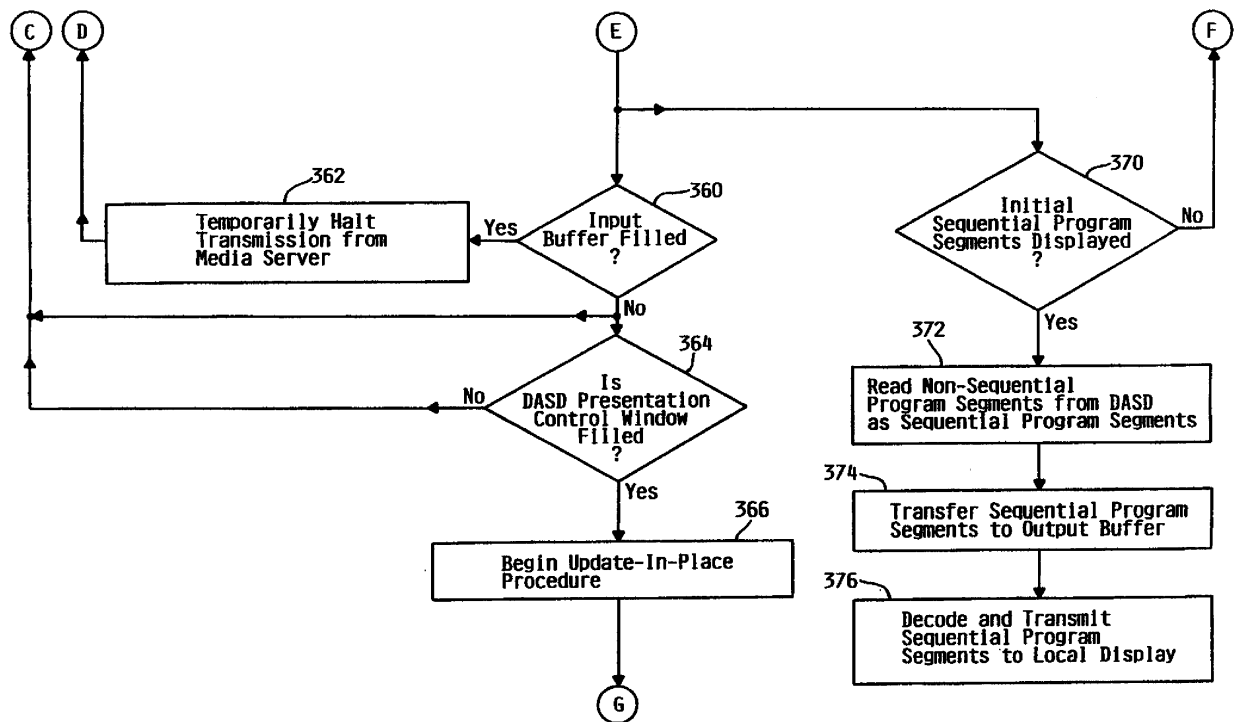 C
D
E
F
362
Temporarily Halt
Transmission from
Media Server
Yes
360
Input
Buffer Filled
?
No
370
Initial
Sequential Program
Segments Displayed
?
No
Yes
364
Is
DASD Presentation
Control Window
Filled
?
No
Yes
372
Read Non-Sequential
Program Segments from DASD
as Sequential Program Segments
374
Transfer Sequential Program
Segments to Output Buffer
366
Begin Update-In-Place
Procedure
376
Decode and Transmit
Sequential Program
Segments to Local Display
G